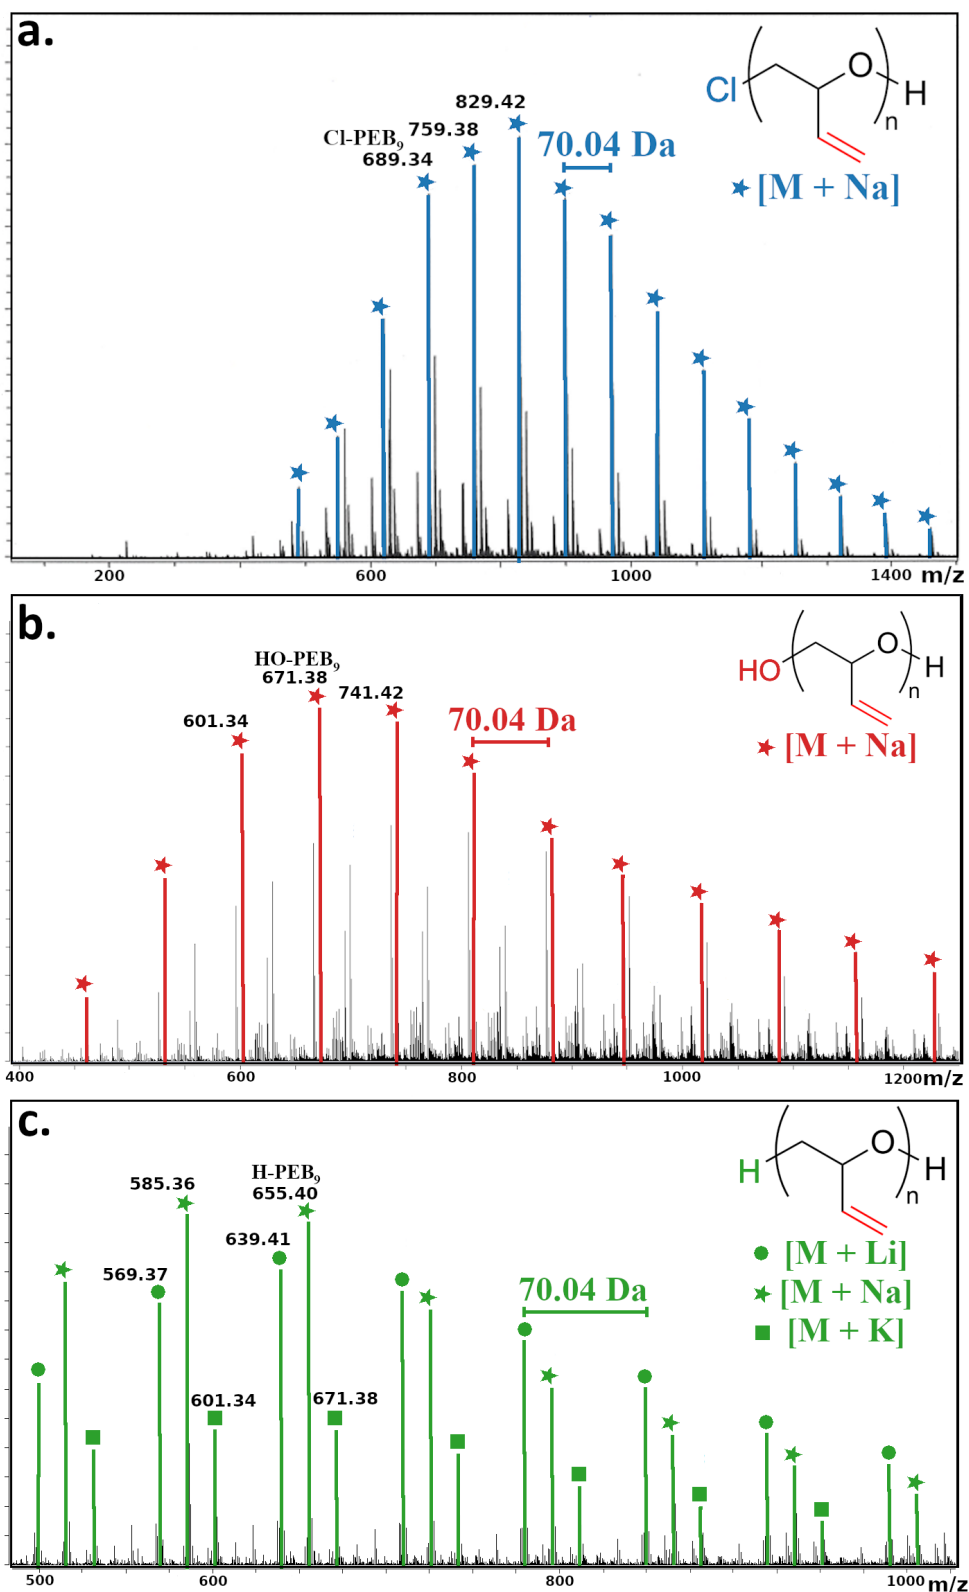 a.
829.42
759.38
Cl-PEB9
689.34
70.04 Da
Cl
O
H
n
[M + Na]
200
600
1000
1400
m/z
b.
HO-PEB9
671.38
741.42
601.34
70.04 Da
HO
O
H
n
[M + Na]
400
600
800
1000
1200
m/z
c.
585.36
H-PEB9
655.40
639.41
569.37
601.34
671.38
70.04 Da
H
O
H
n
[M + Li]
[M + Na]
[M + K]
500
600
800
1000
m/z